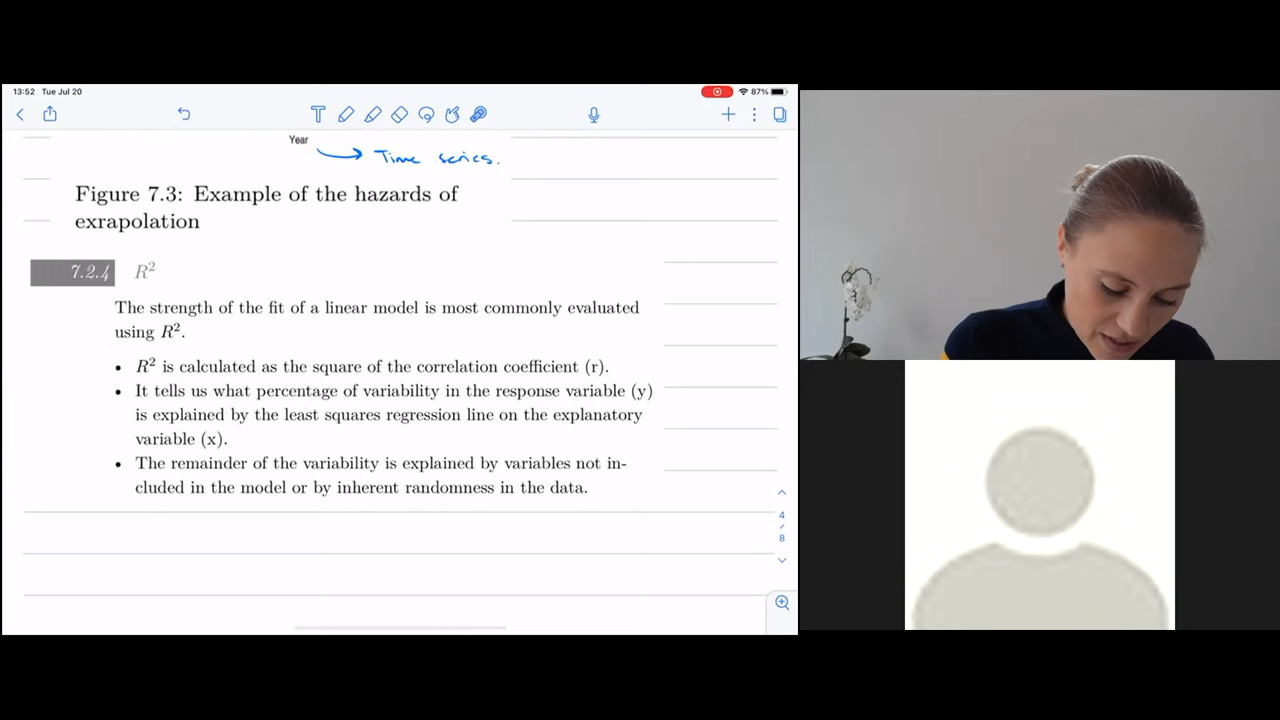 13:52 Tue Jul 20
87%
Year
Time series.
Figure 7.3: Example of the hazards of
exrapolation
7.2.4 R²
The strength of the fit of a linear model is most commonly evaluated
using R².
• R² is calculated as the square of the correlation coefficient (r).
• It tells us what percentage of variability in the response variable (y)
is explained by the least squares regression line on the explanatory
variable (x).
• The remainder of the variability is explained by variables not in-
cluded in the model or by inherent randomness in the data.
4
/
8